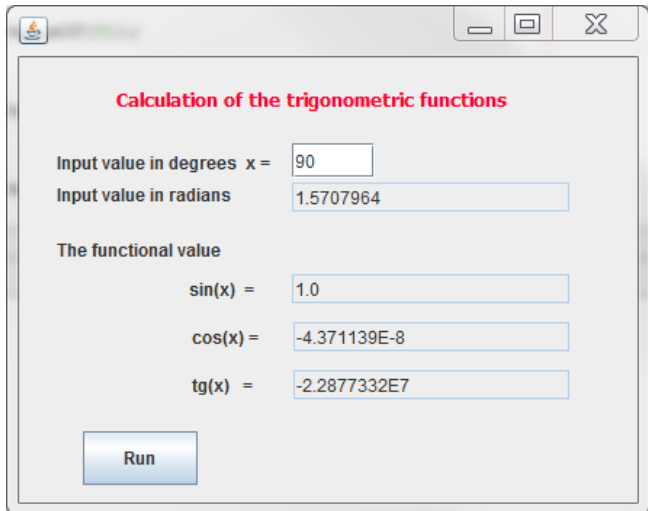 Calculation of the trigonometric functions
Input value in degrees x = 90
Input value in radians 1.5707964
The functional value
sin(x) = 1.0
cos(x) = -4.371139E-8
tg(x) = -2.2877332E7
Run